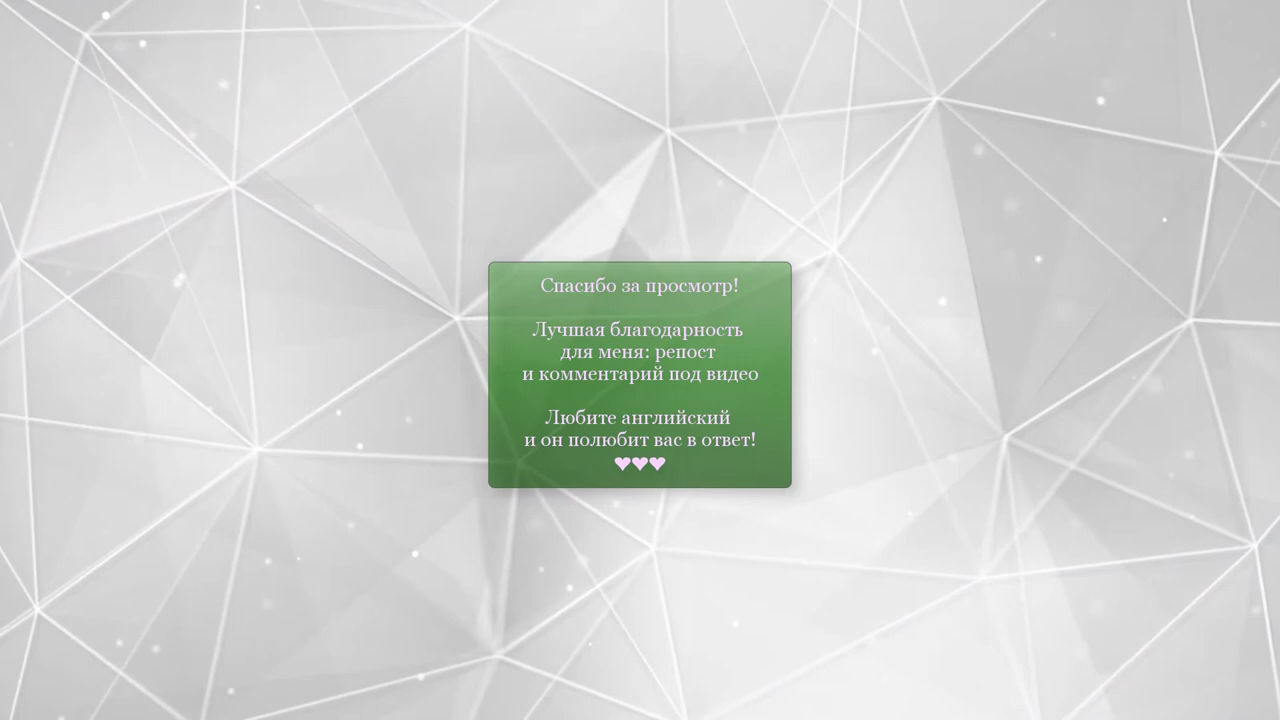 Спасибо за просмотр!
Лучшая благодарность
для меня: репост
и комментарий под видео
Любите английский
и он полюбит вас в ответ!
♥♥♥